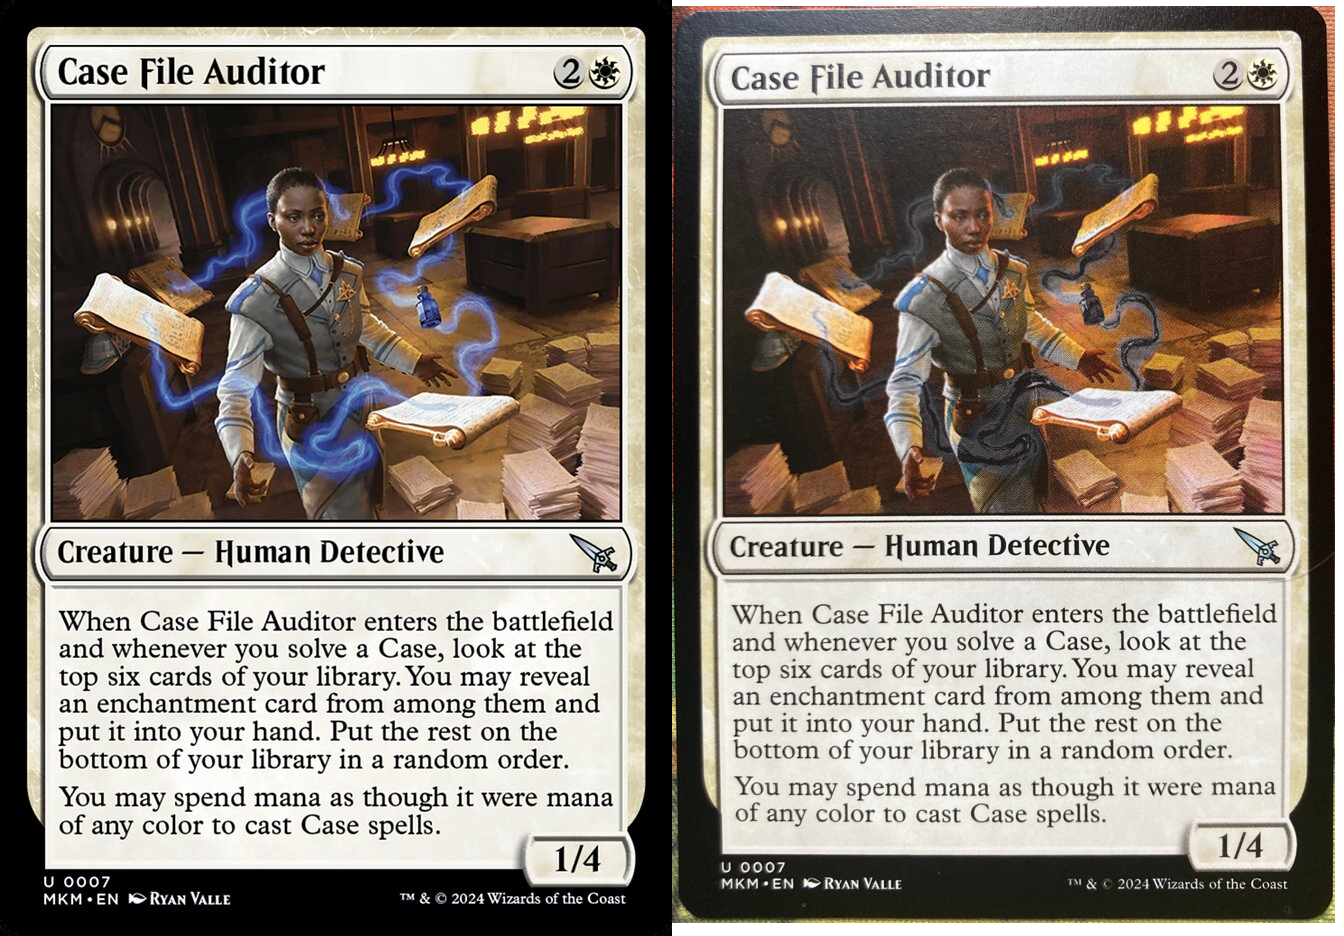 Case File Auditor
2
Creature — Human Detective
When Case File Auditor enters the battlefield
and whenever you solve a Case, look at the
top six cards of your library. You may reveal
an enchantment card from among them and
put it into your hand. Put the rest on the
bottom of your library in a random order.
You may spend mana as though it were mana
of any color to cast Case spells.
1/4
U 0007
MKM • EN RYAN VALLE
™ & © 2024 Wizards of the Coast
Case File Auditor
2
Creature — Human Detective
When Case File Auditor enters the battlefield
and whenever you solve a Case, look at the
top six cards of your library. You may reveal
an enchantment card from among them and
put it into your hand. Put the rest on the
bottom of your library in a random order.
You may spend mana as though it were mana
of any color to cast Case spells.
1/4
U 0007
MKM • EN RYAN VALLE
™ & © 2024 Wizards of the Coast